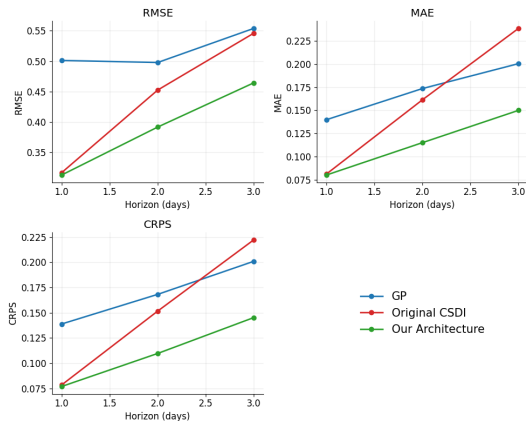 RMSE
0.55
0.50
0.45
0.40
0.35
RMSE
1.0 1.5 2.0 2.5 3.0
Horizon (days)
MAE
0.225
0.200
0.175
0.150
0.125
0.100
0.075
MAE
1.0 1.5 2.0 2.5 3.0
Horizon (days)
CRPS
0.225
0.200
0.175
0.150
0.125
0.100
0.075
CRPS
1.0 1.5 2.0 2.5 3.0
Horizon (days)
GP
Original CSDI
Our Architecture